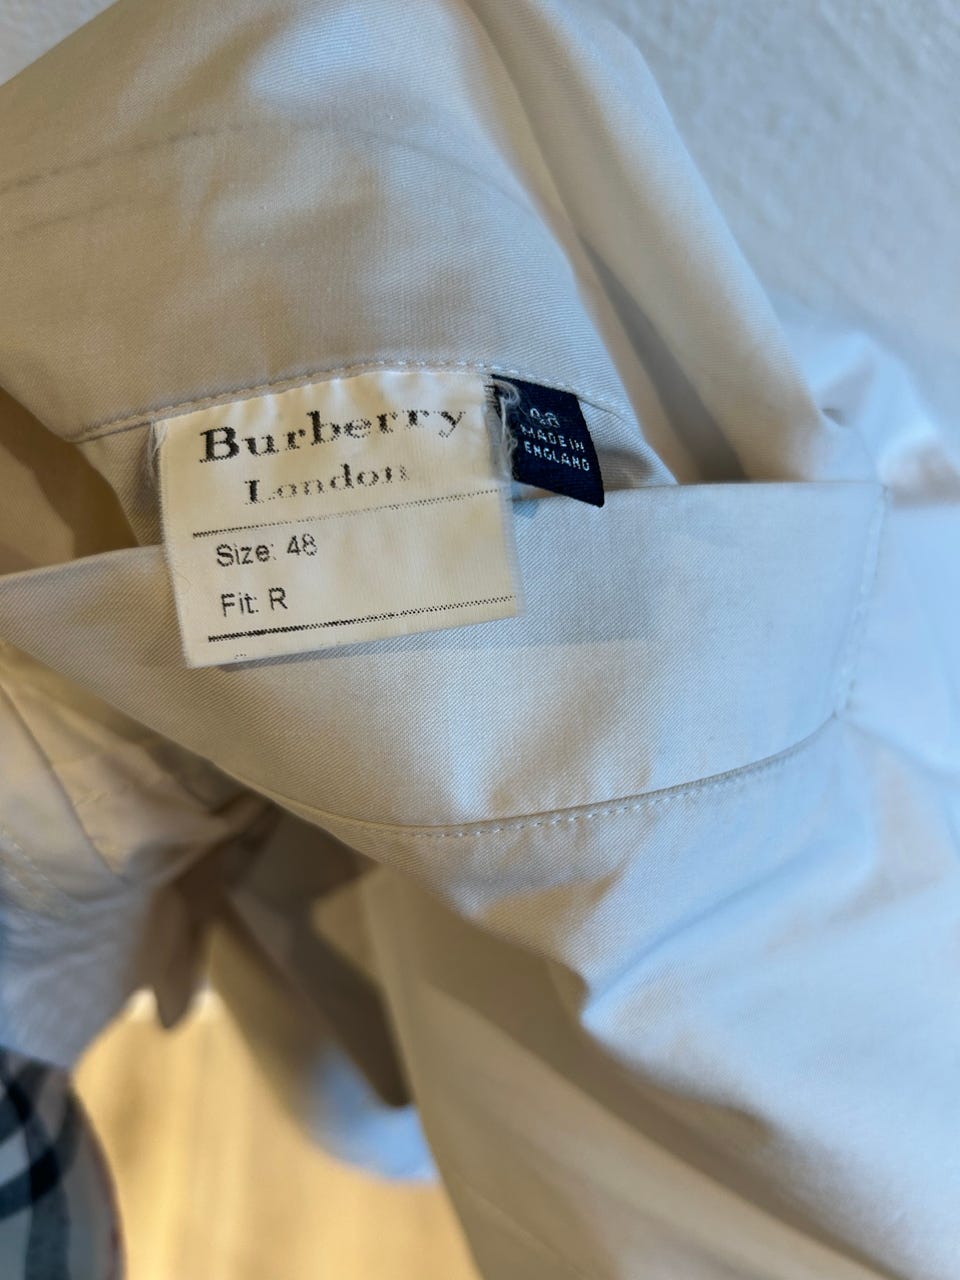 Burberry
London
Size: 48
Fit: R
MADE IN
ENGLAND